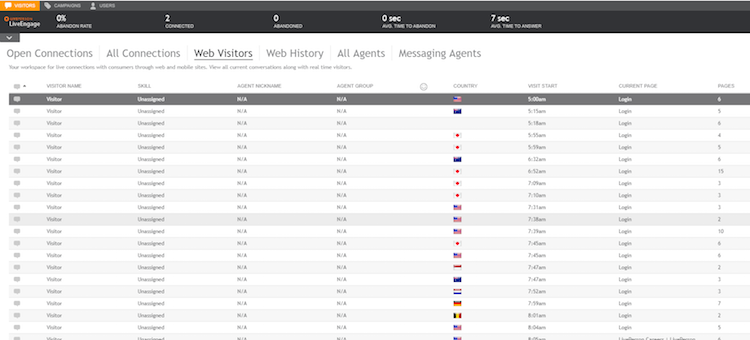 VISITORS CAMPAIGNS USERS
LIVEPERSON
LiveEngage
0% 2 0 0 sec 7 sec
ABANDON RATE CONNECTED ABANDONED AVG. TIME TO ABANDON AVG. TIME TO ANSWER
Open Connections All Connections Web Visitors Web History All Agents Messaging Agents
Your workspace for live connections with consumers through web and mobile sites. View all current conversations along with real time visitors.
VISITOR NAME SKILL AGENT NICKNAME AGENT GROUP COUNTRY VISIT START CURRENT PAGE PAGES
Visitor Unassigned N/A N/A 5:00am Login 6
Visitor Unassigned N/A N/A 5:15am Login 5
Visitor Unassigned N/A N/A 5:18am Login 6
Visitor Unassigned N/A N/A 5:55am Login 4
Visitor Unassigned N/A N/A 5:59am Login 5
Visitor Unassigned N/A N/A 6:32am Login 6
Visitor Unassigned N/A N/A 6:52am Login 15
Visitor Unassigned N/A N/A 7:09am Login 3
Visitor Unassigned N/A N/A 7:10am Login 3
Visitor Unassigned N/A N/A 7:31am Login 3
Visitor Unassigned N/A N/A 7:38am Login 2
Visitor Unassigned N/A N/A 7:39am Login 10
Visitor Unassigned N/A N/A 7:45am Login 6
Visitor Unassigned N/A N/A 7:45am Login 6
Visitor Unassigned N/A N/A 7:47am Login 2
Visitor Unassigned N/A N/A 7:47am Login 3
Visitor Unassigned N/A N/A 7:52am Login 3
Visitor Unassigned N/A N/A 7:59am Login 7
Visitor Unassigned N/A N/A 8:01am Login 2
Visitor Unassigned N/A N/A 8:04am Login 5
Visitor Unassigned N/A N/A 8:05am LivePerson Careers | LivePerson 6